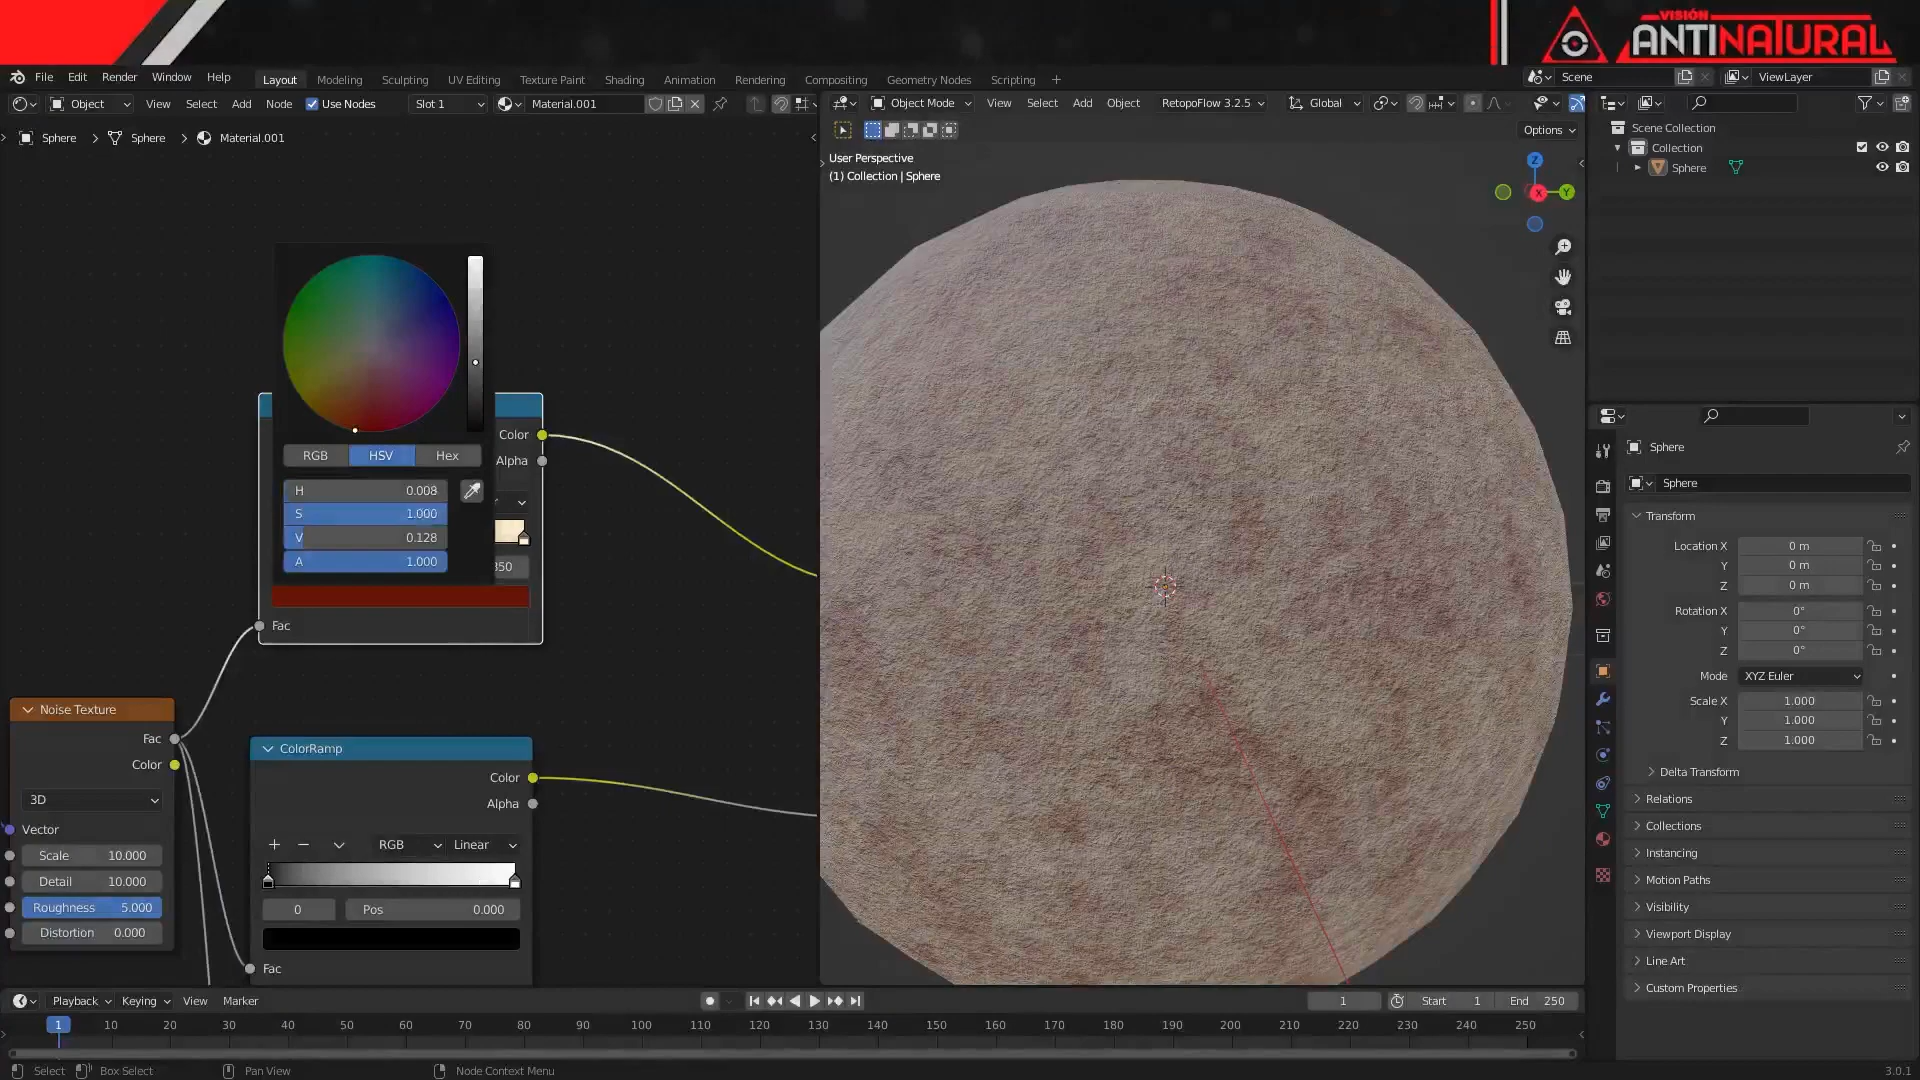 VISIÓN
ANTINATURAL
File Edit Render Window Help
Layout Modeling Sculpting UV Editing Texture Paint Shading Animation Rendering Compositing Geometry Nodes Scripting +
Scene
ViewLayer
Object View Select Add Node Use Nodes Slot 1 Material.001
Object Mode View Select Add Object RetopoFlow 3.2.5 Global
Options
Sphere > Sphere > Material.001
User Perspective
(1) Collection | Sphere
Z
X
Y
Scene Collection
Collection
Sphere
RGB HSV Hex
H 0.008
S 1.000
V 0.128
A 1.000
Color
Alpha
350
Fac
Noise Texture
Fac
Color
3D
Vector
Scale 10.000
Detail 10.000
Roughness 5.000
Distortion 0.000
ColorRamp
Color
Alpha
RGB Linear
0 Pos 0.000
Fac
Sphere
Sphere
Transform
Location X 0 m
Y 0 m
Z 0 m
Rotation X 0°
Y 0°
Z 0°
Mode XYZ Euler
Scale X 1.000
Y 1.000
Z 1.000
Delta Transform
Relations
Collections
Instancing
Motion Paths
Visibility
Viewport Display
Line Art
Custom Properties
Playback Keying View Marker
1 Start 1 End 250
1 10 20 30 40 50 60 70 80 90 100 110 120 130 140 150 160 170 180 190 200 210 220 230 240 250
Select Box Select Pan View Node Context Menu 3.0.1